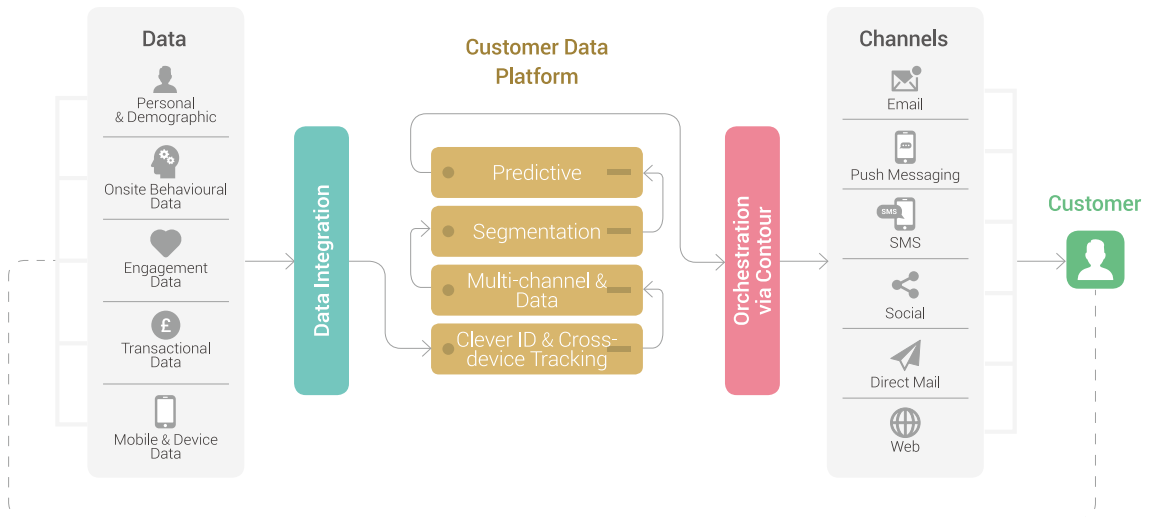 Data
Personal
& Demographic
Onsite Behavioural
Data
Engagement
Data
£
Transactional
Data
Mobile & Device
Data
Data Integration
Customer Data
Platform
Predictive
Segmentation
Multi-channel &
Data
Clever ID & Cross-
device Tracking
Orchestration
via Contour
Channels
Email
Push Messaging
SMS
SMS
Social
Direct Mail
Web
Customer